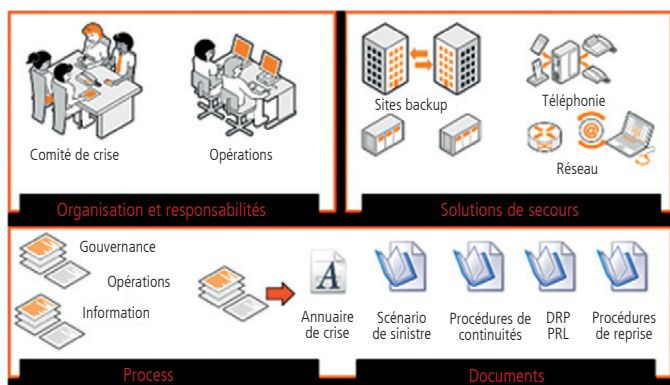 Comité de crise
Opérations
Organisation et responsabilités
Sites backup
Téléphonie
@
Réseau
Solutions de secours
Gouvernance
Opérations
Information
Process
A
Annuaire
de crise
Scénario
de sinistre
Procédures de
continuités
DRP
PRL
Procédures
de reprise
Documents